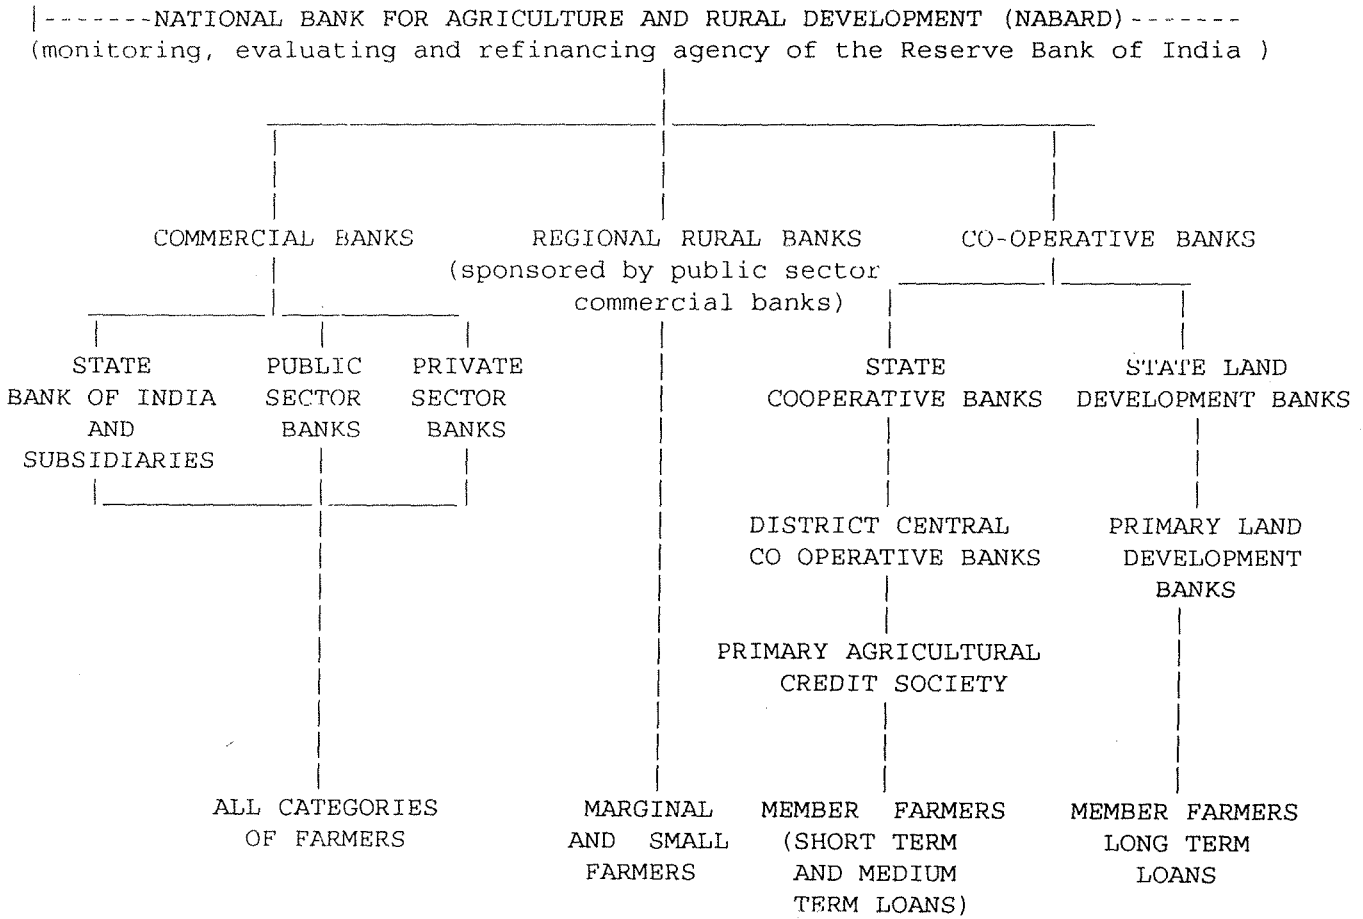 NATIONAL BANK FOR AGRICULTURE AND RURAL DEVELOPMENT (NABARD)
(monitoring, evaluating and refinancing agency of the Reserve Bank of India )
COMMERCIAL BANKS
REGIONAL RURAL BANKS
(sponsored by public sector
commercial banks)
CO-OPERATIVE BANKS
STATE
BANK OF INDIA
AND
SUBSIDIARIES
PUBLIC
SECTOR
BANKS
PRIVATE
SECTOR
BANKS
STATE
COOPERATIVE BANKS
STATE LAND
DEVELOPMENT BANKS
DISTRICT CENTRAL
CO OPERATIVE BANKS
PRIMARY LAND
DEVELOPMENT
BANKS
PRIMARY AGRICULTURAL
CREDIT SOCIETY
ALL CATEGORIES
OF FARMERS
MARGINAL
AND SMALL
FARMERS
MEMBER FARMERS
(SHORT TERM
AND MEDIUM
TERM LOANS)
MEMBER FARMERS
LONG TERM
LOANS